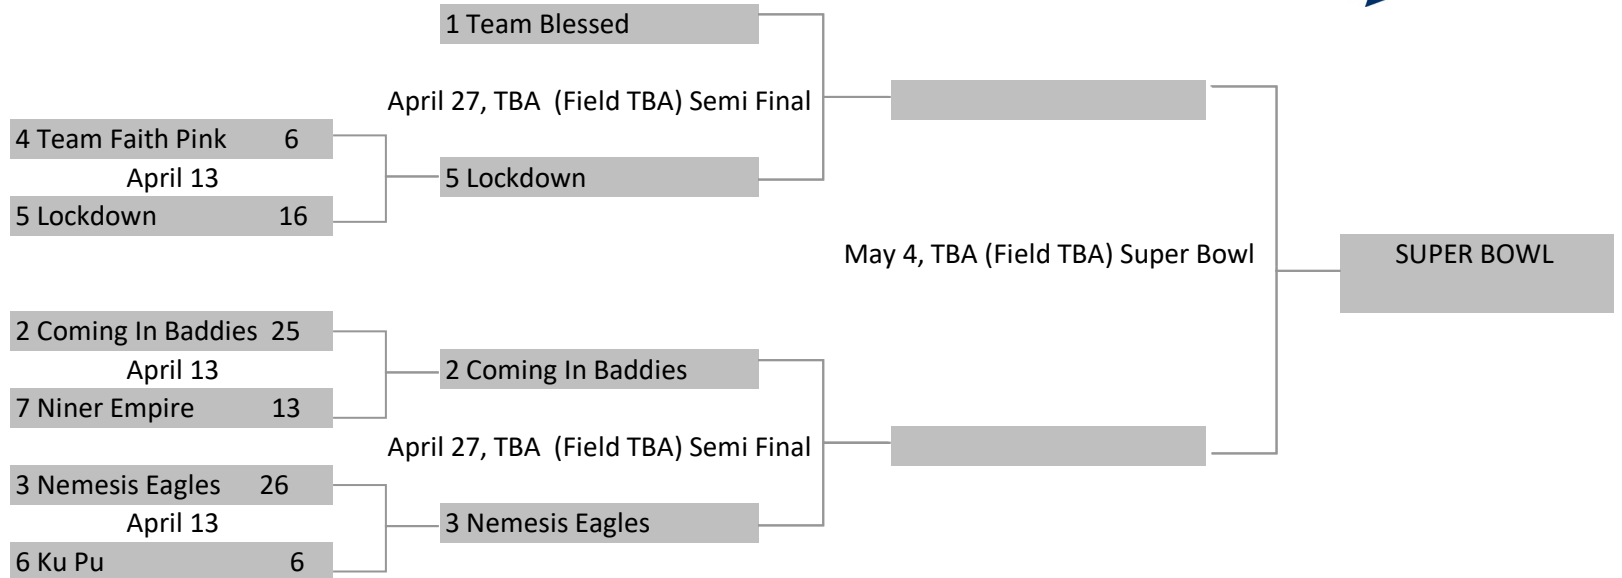 1 Team Blessed
April 27, TBA  (Field TBA) Semi Final
4 Team Faith Pink 6
April 13
5 Lockdown
5 Lockdown 16
May 4, TBA (Field TBA) Super Bowl
SUPER BOWL
2 Coming In Baddies 25
April 13
2 Coming In Baddies
7 Niner Empire 13
April 27, TBA  (Field TBA) Semi Final
3 Nemesis Eagles 26
April 13
3 Nemesis Eagles
6 Ku Pu 6